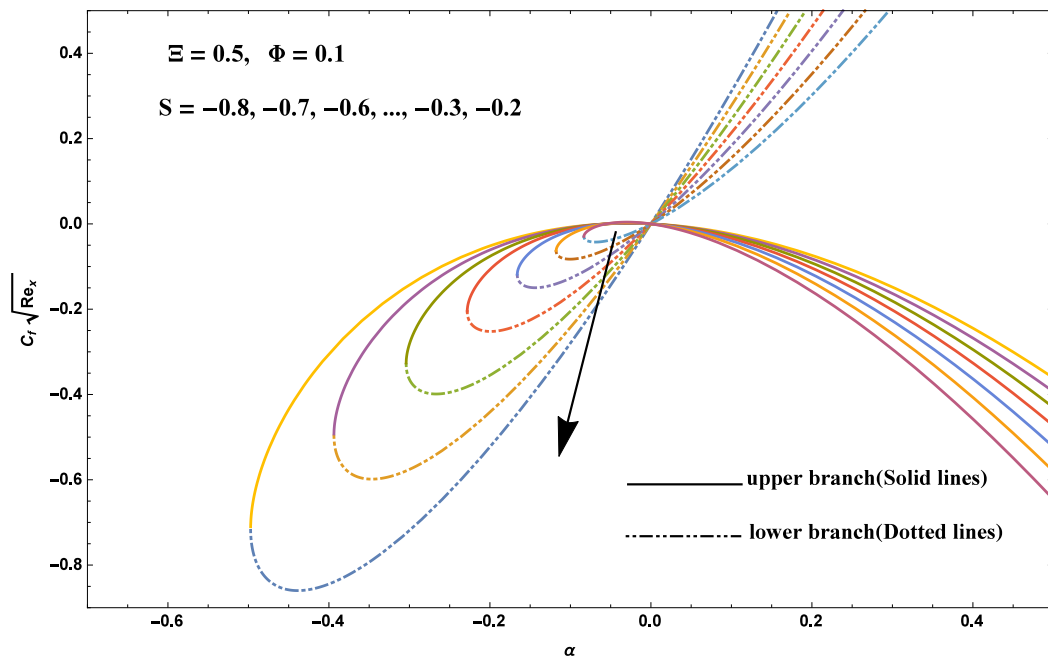 Ξ = 0.5, Φ = 0.1
S = −0.8, −0.7, −0.6, ..., −0.3, −0.2
0.4
0.2
0.0
−0.2
−0.4
−0.6
−0.8
C_f √Re_x
upper branch(Solid lines)
lower branch(Dotted lines)
−0.6 −0.4 −0.2 0.0 0.2 0.4
α